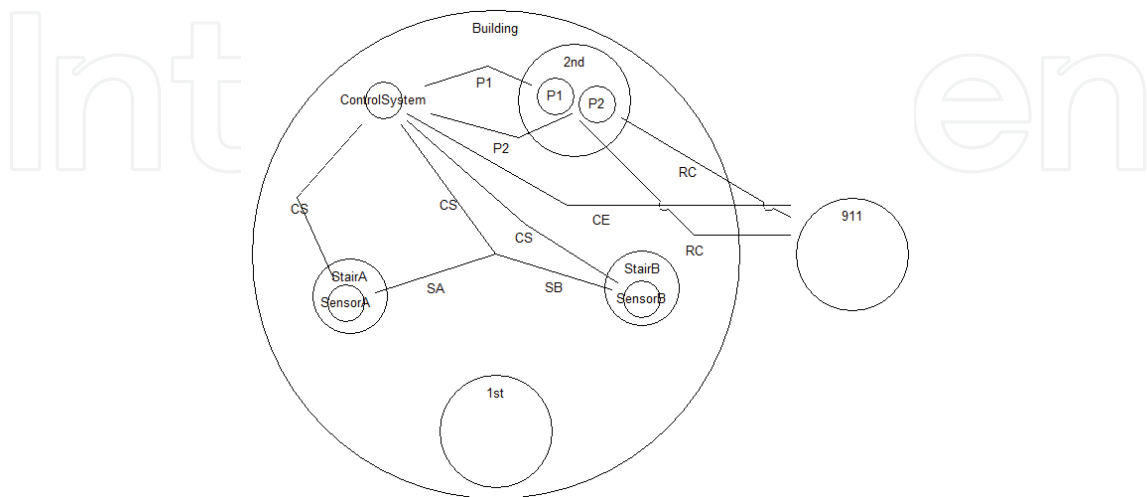 Int
en
Building
2nd
P1
P1
P2
ControlSystem
P2
RC
CS
CS
CE
911
CS
RC
StairA
StairB
SensorA
SA
SB
SensorB
1st